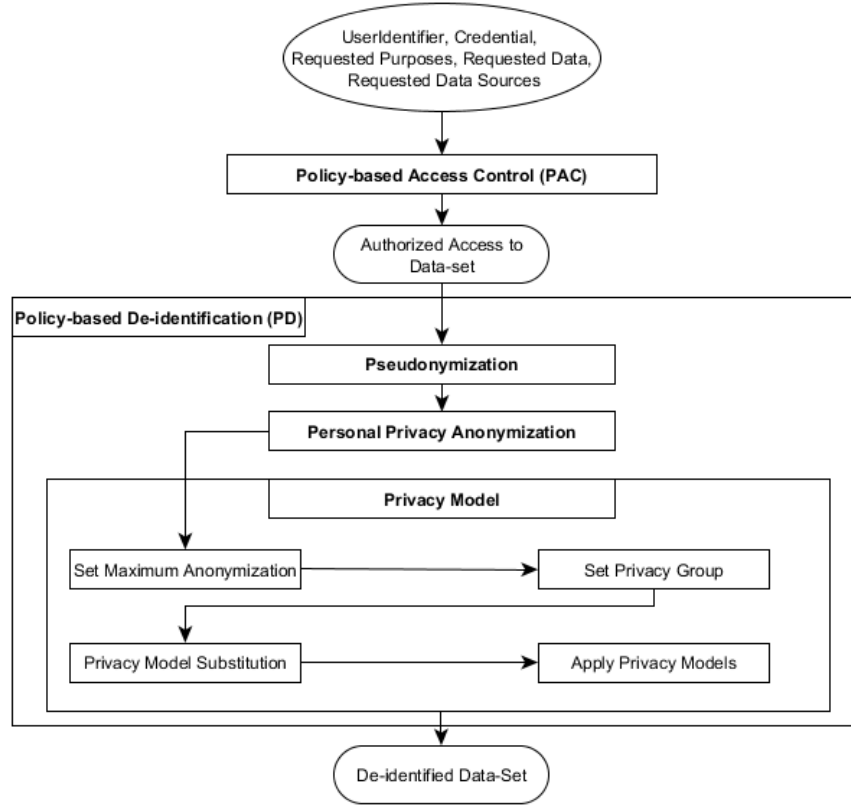 UserIdentifier, Credential,
Requested Purposes, Requested Data,
Requested Data Sources
Policy-based Access Control (PAC)
Authorized Access to
Data-set
Policy-based De-identification (PD)
Pseudonymization
Personal Privacy Anonymization
Privacy Model
Set Maximum Anonymization
Set Privacy Group
Privacy Model Substitution
Apply Privacy Models
De-identified Data-Set